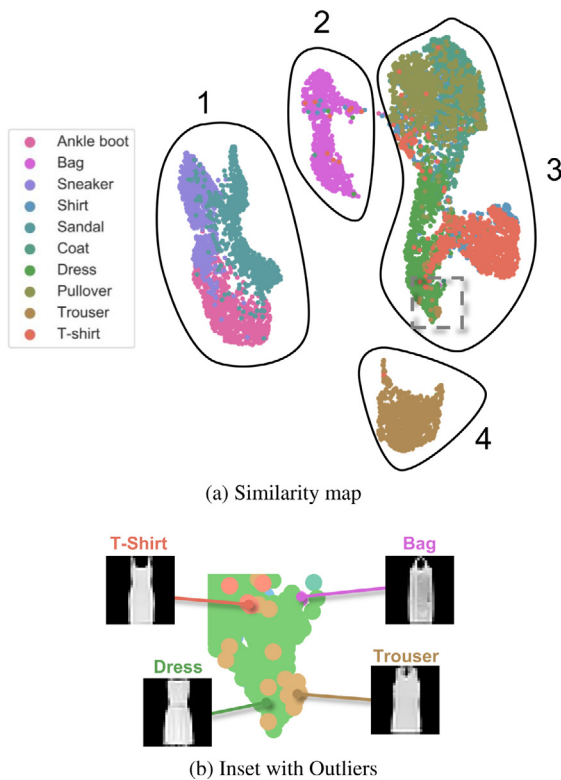 1
2
3
4
Ankle boot
Bag
Sneaker
Shirt
Sandal
Coat
Dress
Pullover
Trouser
T-shirt
(a) Similarity map
T-Shirt
Bag
Dress
Trouser
(b) Inset with Outliers